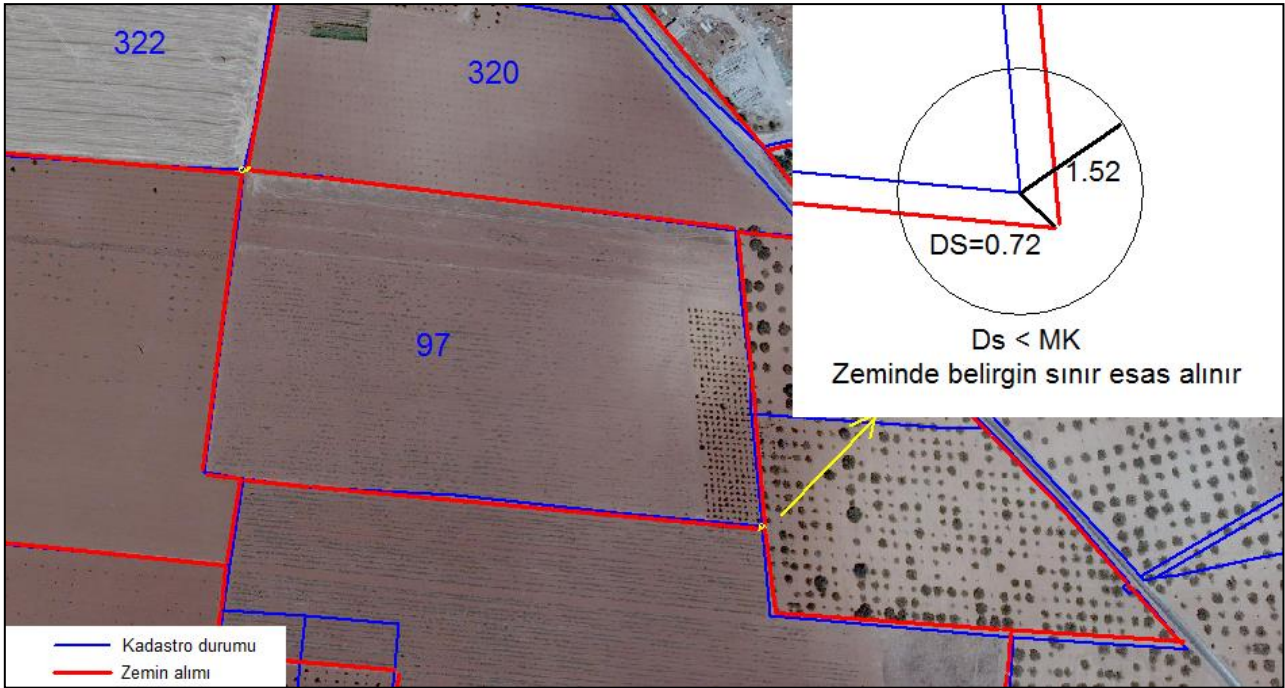 322
320
97
1.52
DS=0.72
Ds < MK
Zeminde belirgin sınır esas alınır
Kadastro durumu
Zemin alımı